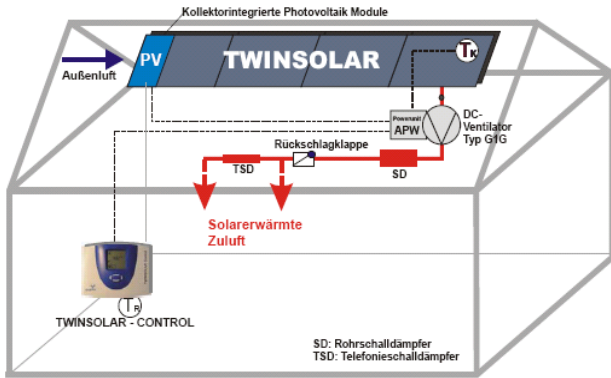 Kollektorintegrierte Photovoltaik Module
Außenluft
PV
TWINSOLAR
TK
Powerunit
APW
DC-
Ventilator
Typ G1G
Rückschlagklappe
TSD
SD
Solarerwärmte
Zuluft
TR
TWINSOLAR - CONTROL
SD: Rohrschalldämpfer
TSD: Telefonieschalldämpfer